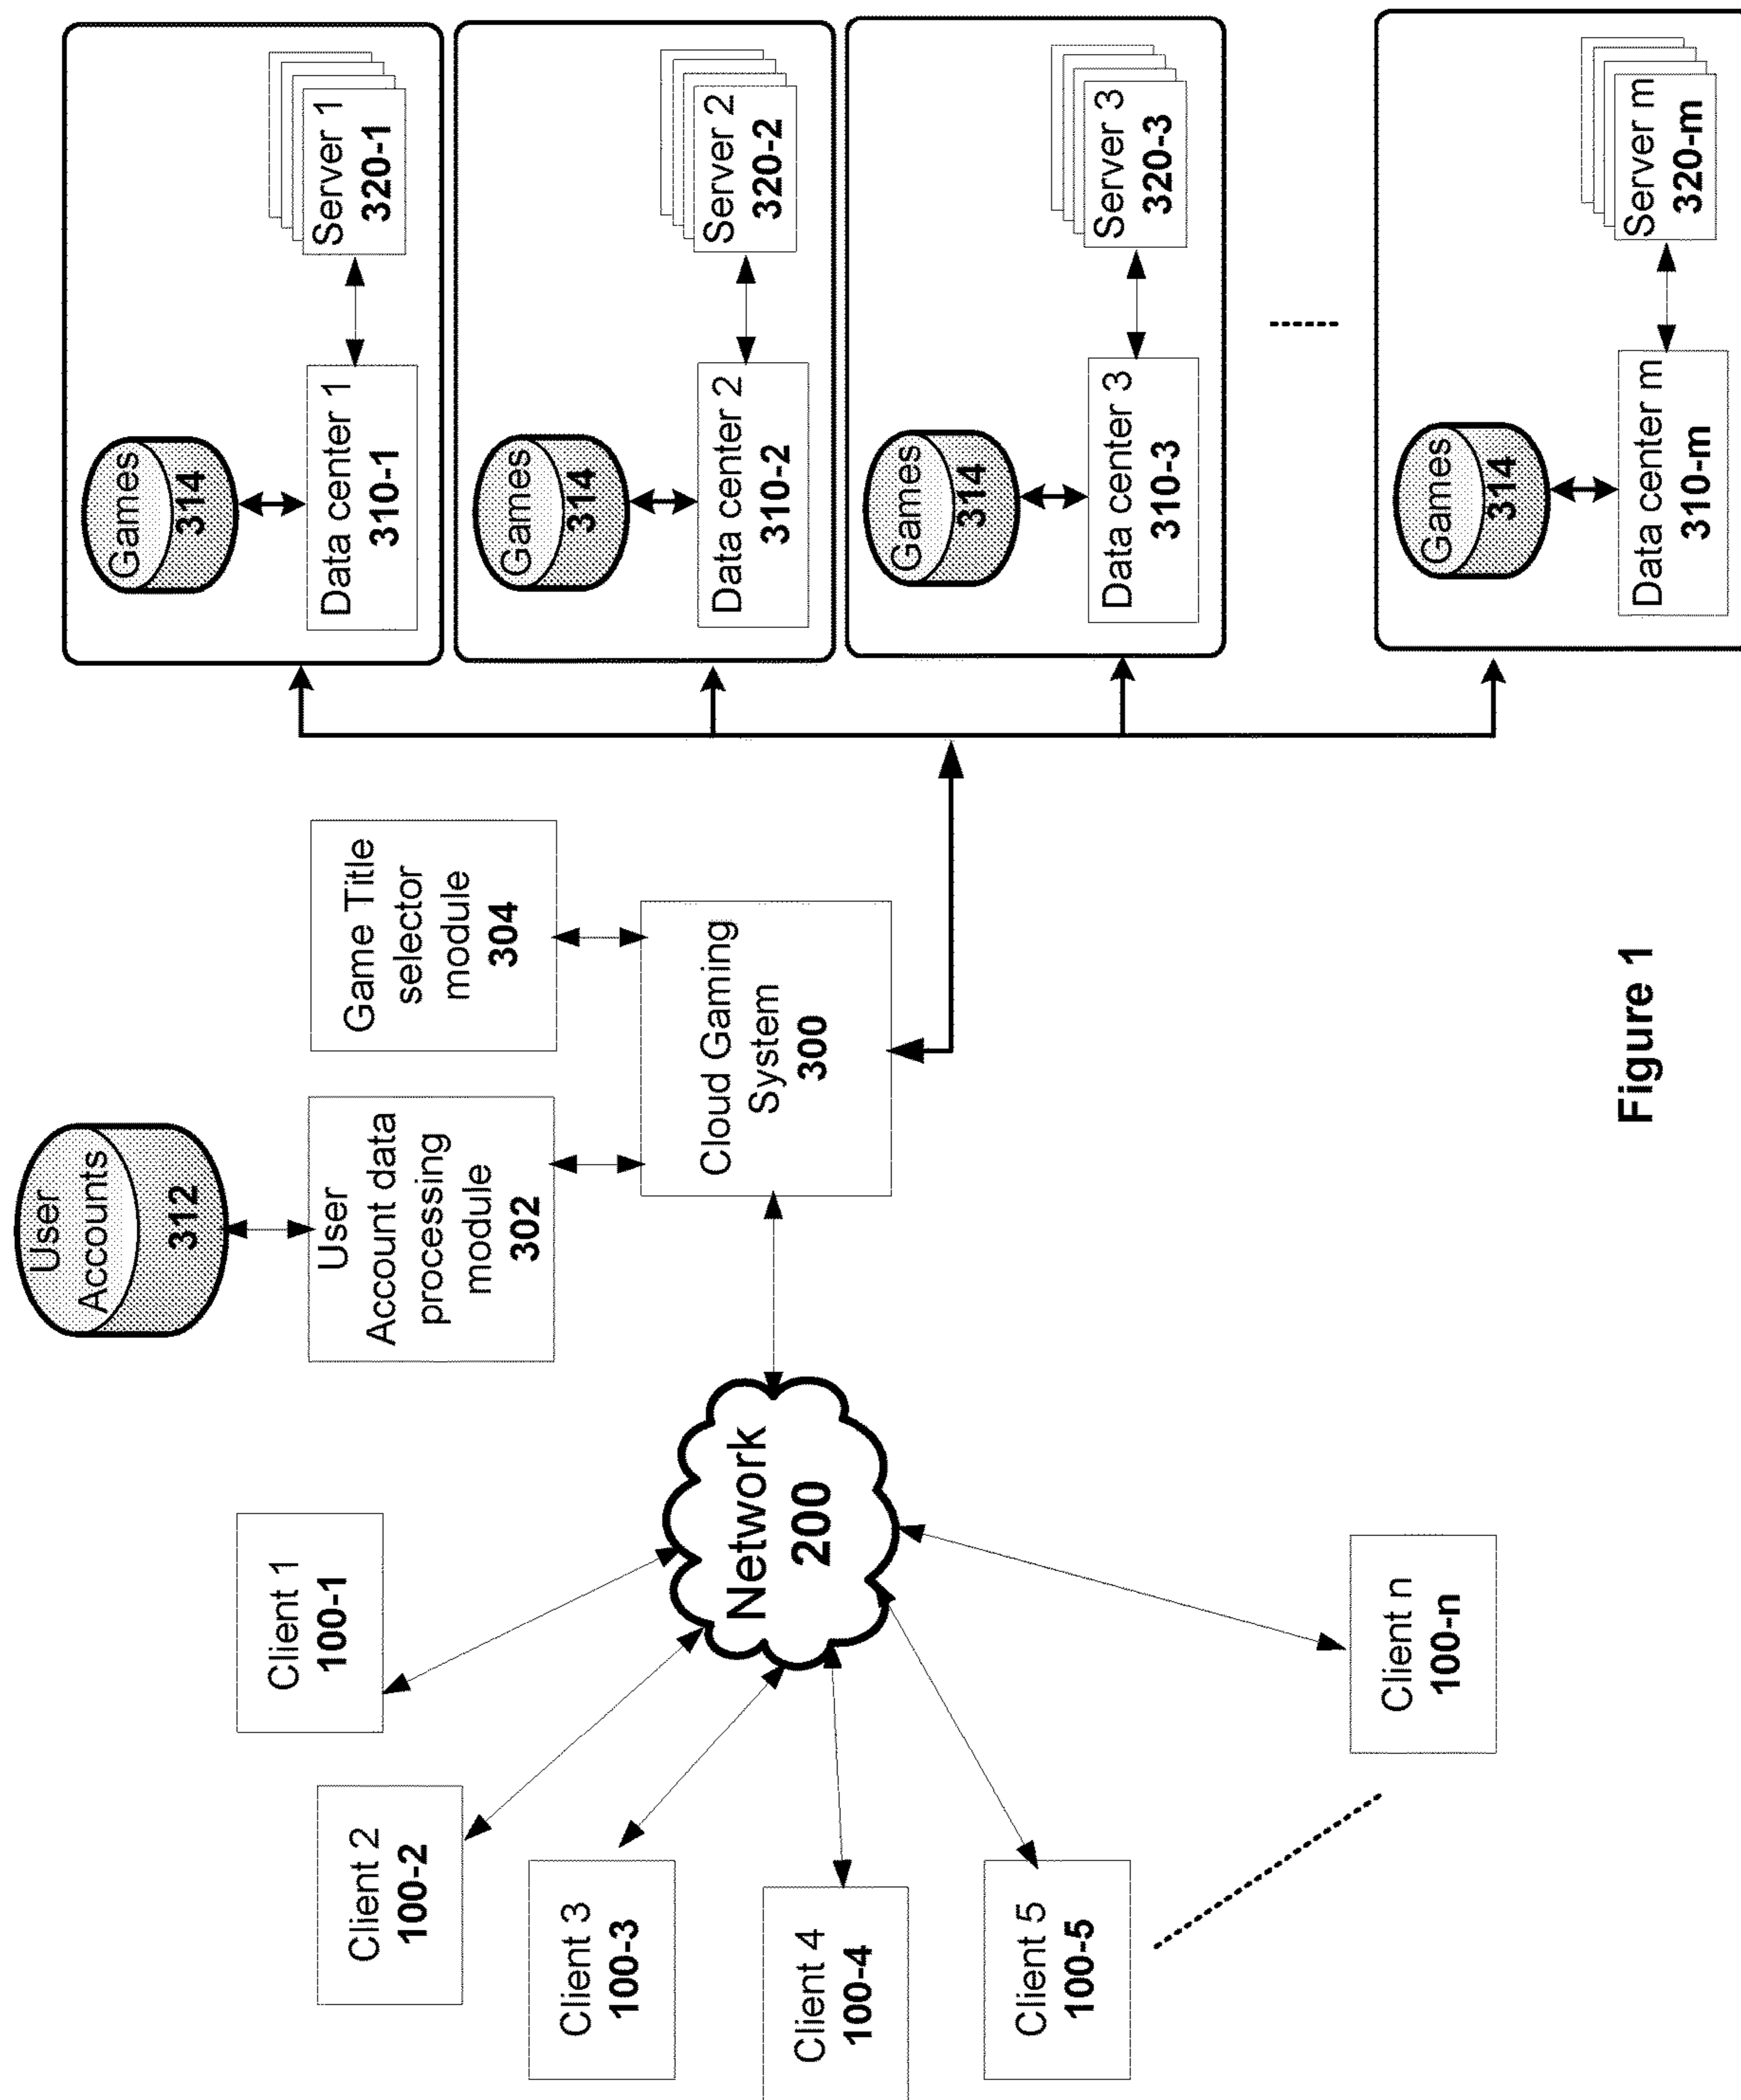 User
Accounts
312
User
Account data
processing
module
302
Game Title
selector
module
304
Cloud Gaming
System
300
Network
200
Client 1
100-1
Client 2
100-2
Client 3
100-3
Client 4
100-4
Client 5
100-5
Client n
100-n
Games
314
Data center 1
310-1
Server 1
320-1
Games
314
Data center 2
310-2
Server 2
320-2
Games
314
Data center 3
310-3
Server 3
320-3
Games
314
Data center m
310-m
Server m
320-m
Figure 1